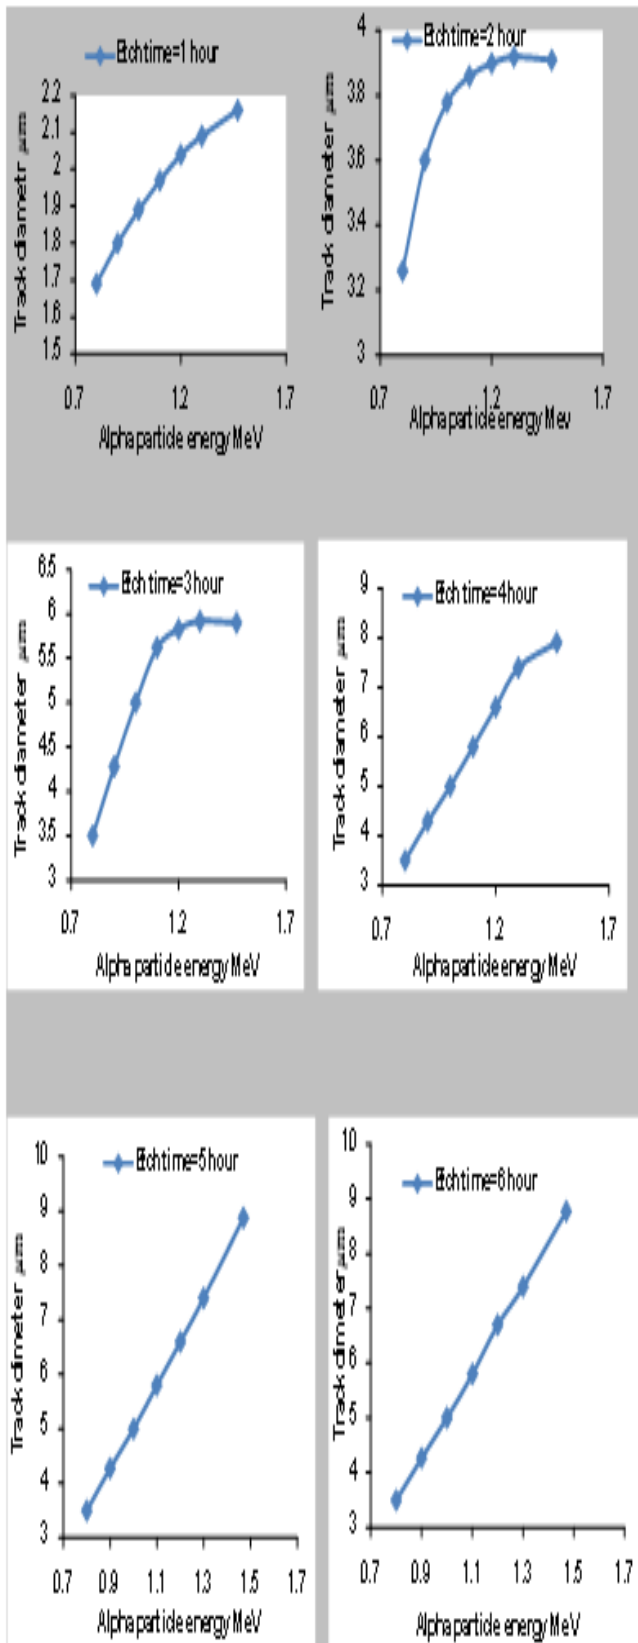 Etch time=1 hour
2.2
2.1
2
1.9
1.8
1.7
1.6
1.5
Track diametr µm
0.7 1.2 1.7
Alpha particle energy MeV
Etch time=2 hour
4
3.8
3.6
3.4
3.2
3
Track diameter µm
0.7 1.2 1.7
Alpha particle energy Mev
Etch time=3 hour
6.5
6
5.5
5
4.5
4
3.5
3
Track diameter µm
0.7 1.2 1.7
Alpha particle energy MeV
Etch time=4 hour
9
8
7
6
5
4
3
Track diameter µm
0.7 1.2 1.7
Alpha particle energy MeV
Etch time=5 hour
10
9
8
7
6
5
4
3
Track dimeter µm
0.7 0.9 1.1 1.3 1.5 1.7
Alpha particle energy MeV
Etch time=6 hour
10
9
8
7
6
5
4
3
Track dimeter µm
0.7 0.9 1.1 1.3 1.5 1.7
Alpha particle energy MeV